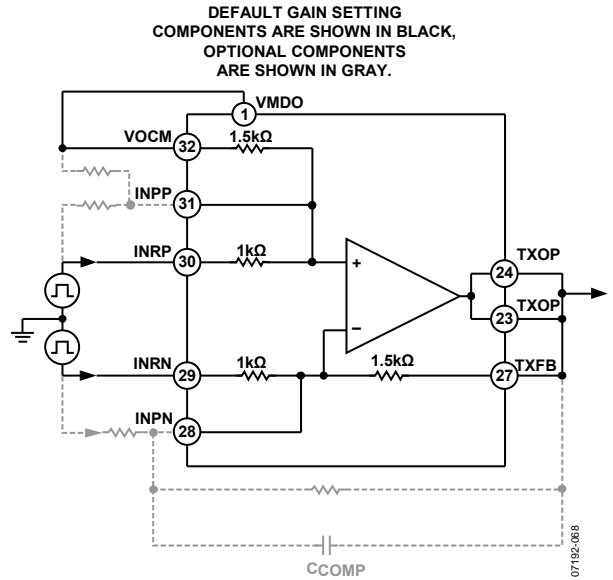 DEFAULT GAIN SETTING
COMPONENTS ARE SHOWN IN BLACK,
OPTIONAL COMPONENTS
ARE SHOWN IN GRAY.
1 VMDO
VOCM 32 1.5kΩ
INPP 31
INRP 30 1kΩ
+
TXOP
24
TXOP
23
–
INRN 29 1kΩ 1.5kΩ 27 TXFB
INPN 28
CCOMP
07192-068